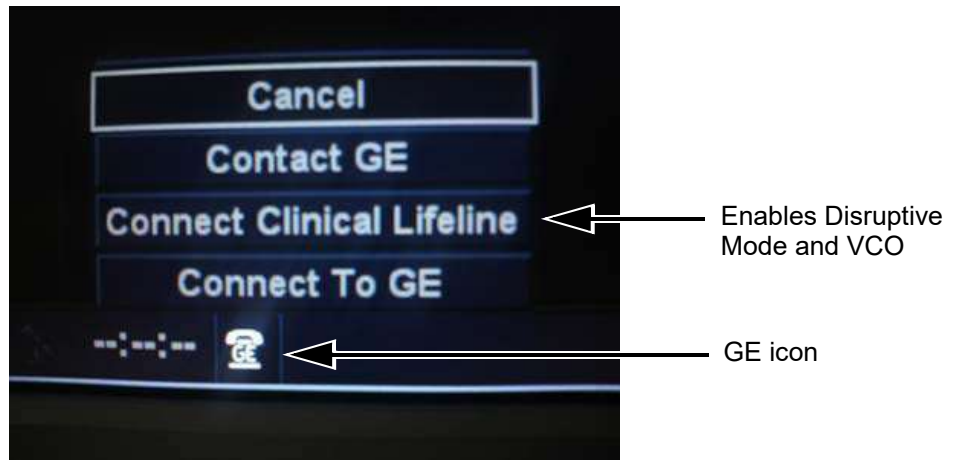 Cancel
Contact GE
Connect Clinical Lifeline
Connect To GE
--:--:--
GE
Enables Disruptive
Mode and VCO
GE icon